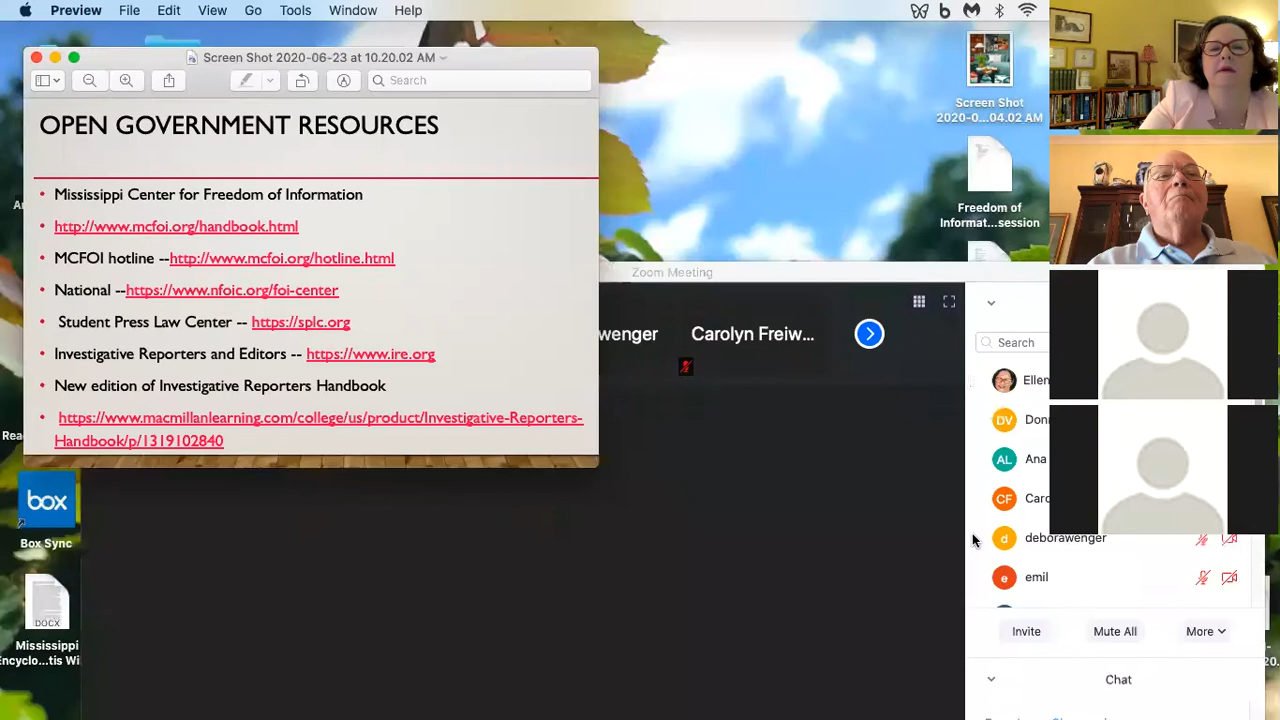 Preview File Edit View Go Tools Window Help
Screen Shot 2020-06-23 at 10.20.02 AM
Search
OPEN GOVERNMENT RESOURCES
• Mississippi Center for Freedom of Information
• http://www.mcfoi.org/handbook.html
• MCFOI hotline --http://www.mcfoi.org/hotline.html
• National --https://www.nfoic.org/foi-center
• Student Press Law Center -- https://splc.org
• Investigative Reporters and Editors -- https://www.ire.org
• New edition of Investigative Reporters Handbook
• https://www.macmillanlearning.com/college/us/product/Investigative-Reporters-
Handbook/p/1319102840
Screen Shot
2020-0...04.02 AM
Freedom of
Informat...session
Zoom Meeting
wenger
Carolyn Freiw...
Search
Ellen
DV
AL Ana
CF
d deborawenger
e emil
Invite Mute All More
Chat
box
Box Sync
DOCX
Mississippi